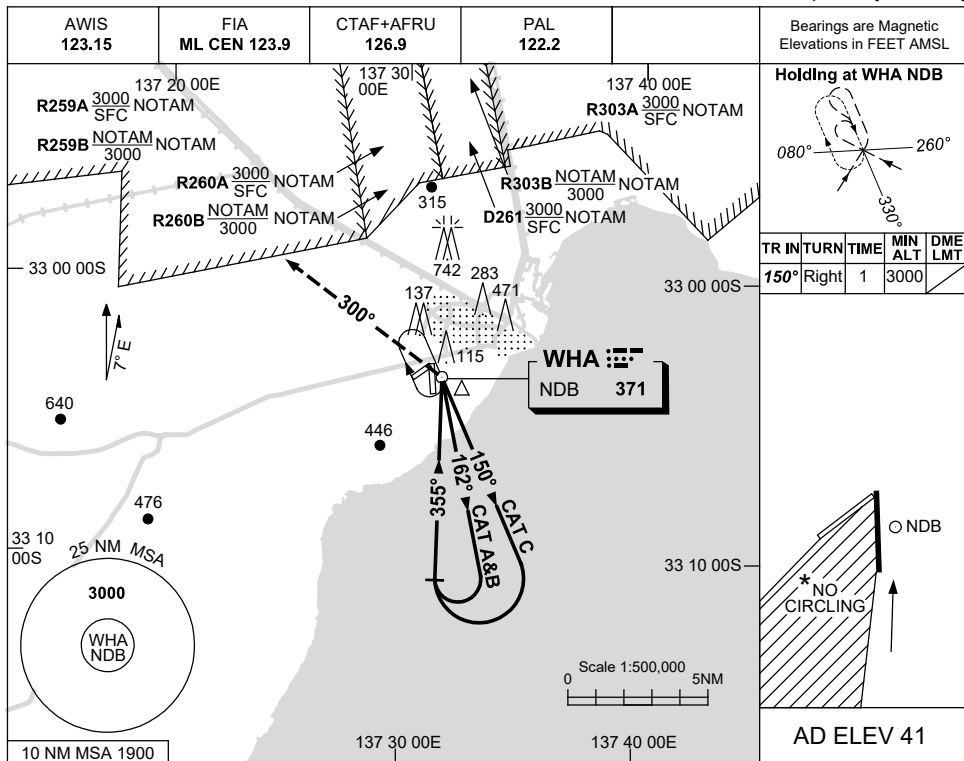 AWIS
123.15
FIA
ML CEN 123.9
CTAF+AFRU
126.9
PAL
122.2
Bearings are Magnetic
Elevations in FEET AMSL
137 20 00E
137 30
00E
137 40 00E
R259A 3000
SFC NOTAM
R259B NOTAM
3000 NOTAM
R260A 3000
SFC NOTAM
R260B NOTAM
3000 NOTAM
R303A 3000
SFC NOTAM
R303B NOTAM
3000 NOTAM
D261 3000
SFC NOTAM
315
742
283
471
137
115
33 00 00S
33 00 00S
300°
7° E
WHA
NDB 371
640
446
476
355°
162° CAT A&B
150° CAT C
33 10
00S
33 10 00S
25 NM MSA
3000
WHA
NDB
Scale 1:500,000
0 5NM
10 NM MSA 1900
137 30 00E
137 40 00E
Holding at WHA NDB
080°
260°
330°
TR IN TURN TIME MIN ALT DME LMT
150° Right 1 3000
NDB
* NO
CIRCLING
AD ELEV 41